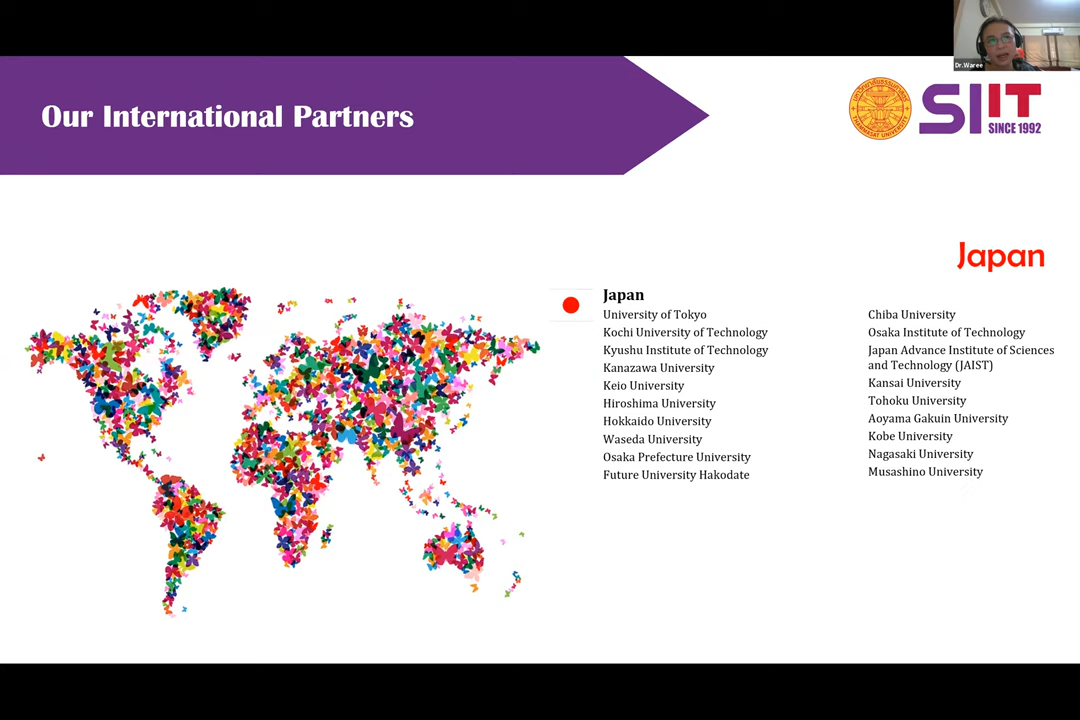 Dr.Waree
Our International Partners
THAMMASAT UNIVERSITY
SIIT
SINCE 1992
Japan
Japan
University of Tokyo
Kochi University of Technology
Kyushu Institute of Technology
Kanazawa University
Keio University
Hiroshima University
Hokkaido University
Waseda University
Osaka Prefecture University
Future University Hakodate
Chiba University
Osaka Institute of Technology
Japan Advance Institute of Sciences
and Technology (JAIST)
Kansai University
Tohoku University
Aoyama Gakuin University
Kobe University
Nagasaki University
Musashino University